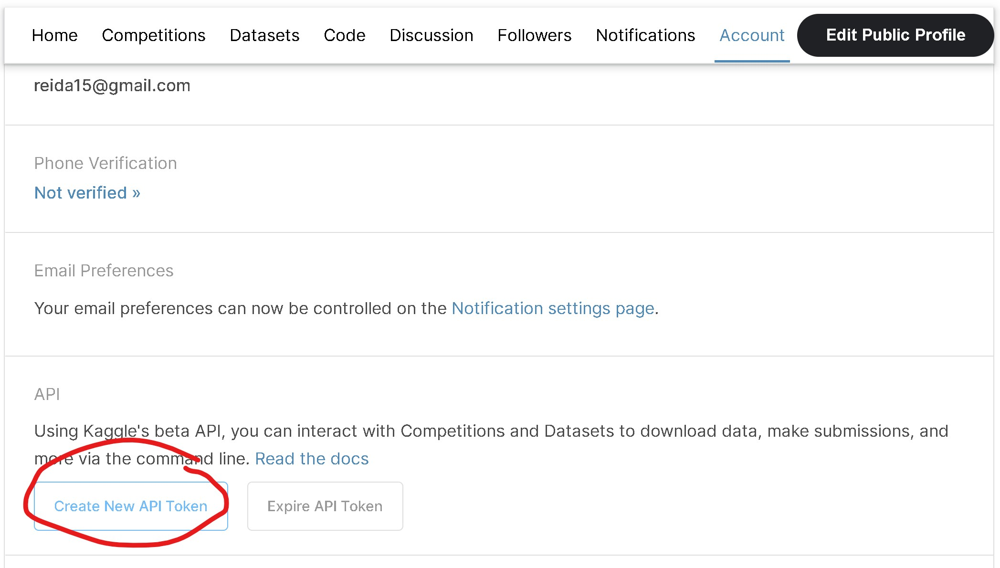 Home Competitions Datasets Code Discussion Followers Notifications Account Edit Public Profile
reida15@gmail.com
Phone Verification
Not verified »
Email Preferences
Your email preferences can now be controlled on the Notification settings page.
API
Using Kaggle's beta API, you can interact with Competitions and Datasets to download data, make submissions, and
more via the command line. Read the docs
Create New API Token Expire API Token